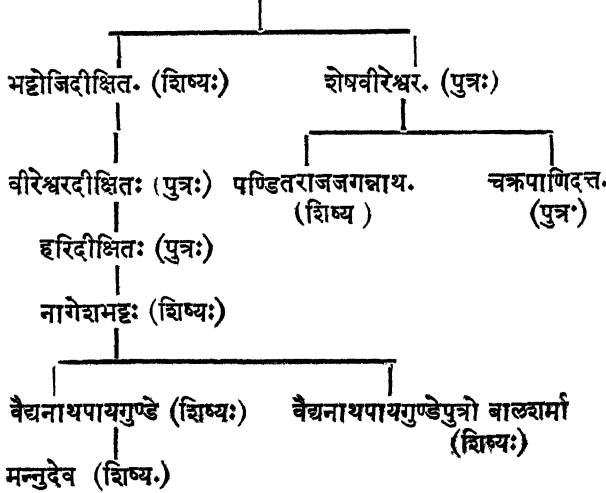 भट्टोजिदीक्षित. (शिष्यः) शेषवीरेश्वर. (पुत्रः)
वीरेश्वरदीक्षितः (पुत्रः) पण्डितराजजगन्नाथ. चक्रपाणिदत्त.
(शिष्य ) (पुत्र.)
हरिदीक्षितः (पुत्रः)
नागेशभट्टः (शिष्यः)
वैद्यनाथपायगुण्डे (शिष्यः) वैद्यनाथपायगुण्डेपुत्रो बालशर्मा
(शिष्यः)
मन्नुदेव (शिष्य.)